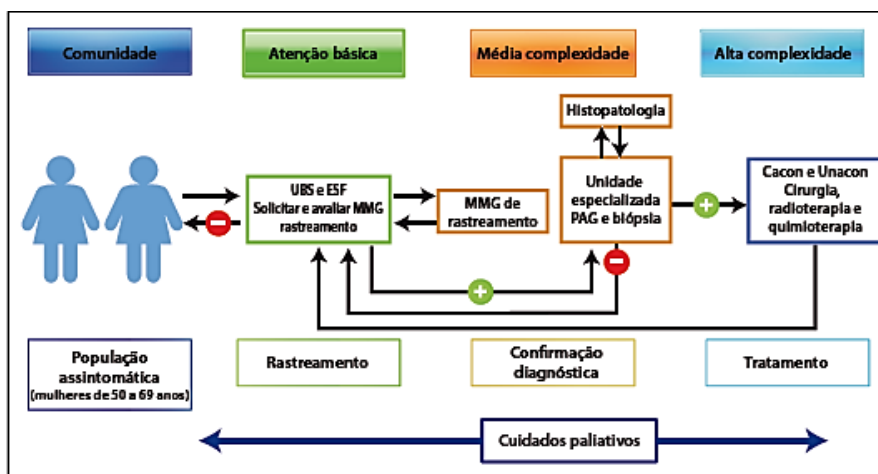 Comunidade
Atenção básica
Média complexidade
Alta complexidade
Histopatologia
UBS e ESF
Solicitar e avaliar MMG
rastreamento
MMG de
rastreamento
Unidade
especializada
PAG e biópsia
Cacon e Unacon
Cirurgia,
radioterapia e
quimioterapia
População
assintomática
(mulheres de 50 a 69 anos)
Rastreamento
Confirmação
diagnóstica
Tratamento
Cuidados paliativos